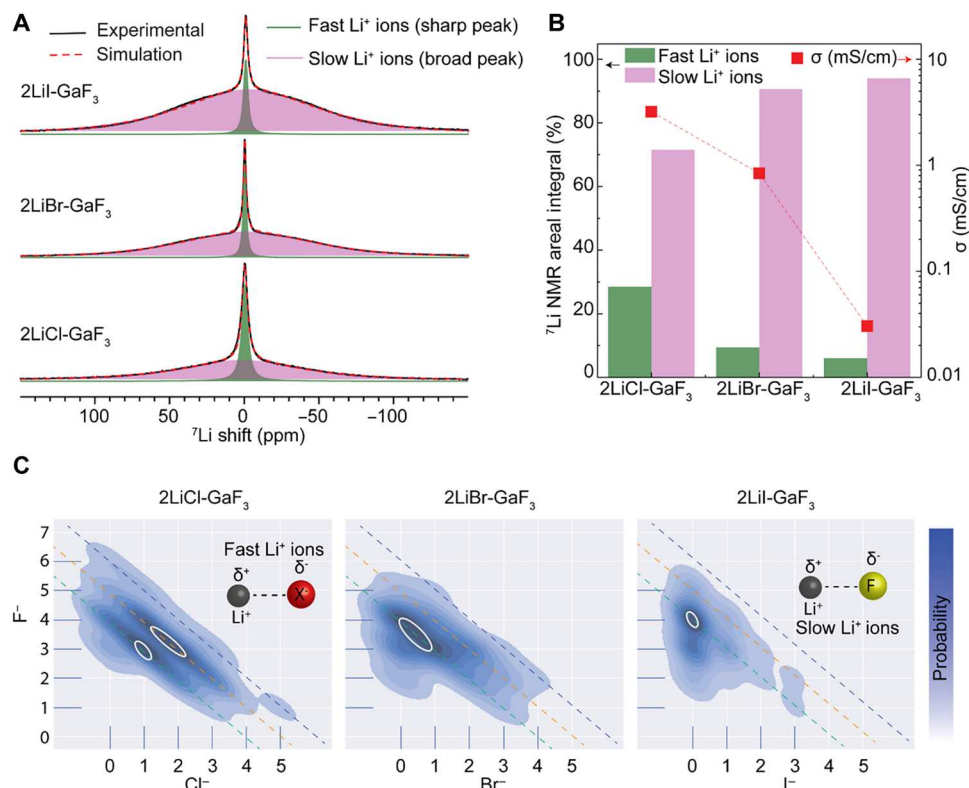 A
Experimental
Simulation
Fast Li⁺ ions (sharp peak)
Slow Li⁺ ions (broad peak)
2LiI-GaF₃
2LiBr-GaF₃
2LiCl-GaF₃
100 50 0 −50 −100
⁷Li shift (ppm)
B
Fast Li⁺ ions
Slow Li⁺ ions
σ (mS/cm)
⁷Li NMR areal integral (%)
100
80
60
40
20
0
10
1
0.1
0.01
σ (mS/cm)
2LiCl-GaF₃ 2LiBr-GaF₃ 2LiI-GaF₃
C
2LiCl-GaF₃ 2LiBr-GaF₃ 2LiI-GaF₃
F⁻
7
6
5
4
3
2
1
0
Fast Li⁺ ions
δ⁺ δ⁻
X⁻
Li⁺
δ⁺ δ⁻
F
Li⁺
Slow Li⁺ ions
0 1 2 3 4 5
Cl⁻
0 1 2 3 4 5
Br⁻
0 1 2 3 4 5
I⁻
Probability